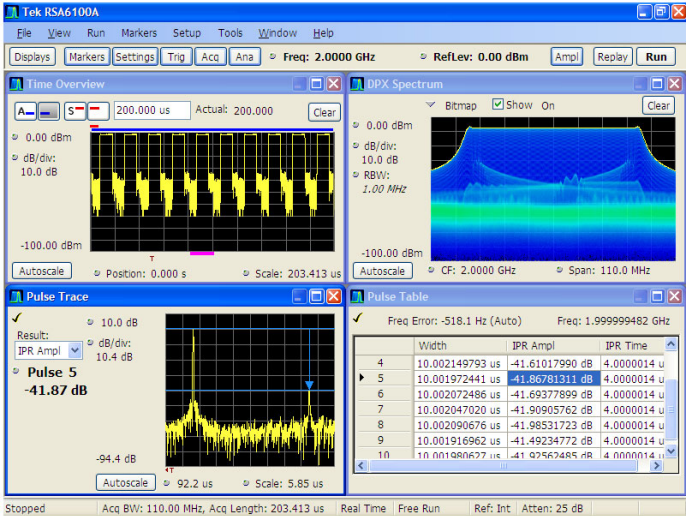 Tek RSA6100A
File View Run Markers Setup Tools Window Help
Displays Markers Settings Trig Acq Ana Freq: 2.0000 GHz RefLev: 0.00 dBm Ampl Replay Run
Time Overview
A S 200.000 us Actual: 200.000 Clear
0.00 dBm
dB/div:
10.0 dB
-100.00 dBm
T
Autoscale Position: 0.000 s Scale: 203.413 us
DPX Spectrum
Bitmap Show On Clear
0.00 dBm
dB/div:
10.0 dB
RBW:
1.00 MHz
-100.00 dBm
Autoscale CF: 2.0000 GHz Span: 110.0 MHz
Pulse Trace
10.0 dB
Result:
dB/div:
IPR Ampl
10.4 dB
Pulse 5
-41.87 dB
-94.4 dB
T
Autoscale 92.2 us Scale: 5.85 us
Pulse Table
Freq Error: -518.1 Hz (Auto) Freq: 1.999999482 GHz
Width IPR Ampl IPR Time
4 10.002149793 us -41.61017990 dB 4.0000014 u
5 10.001972441 us -41.86781311 dB 4.0000014 u
6 10.002072486 us -41.69377899 dB 4.0000014 u
7 10.002047020 us -41.90905762 dB 4.0000014 u
8 10.002090676 us -41.98531723 dB 4.0000014 u
9 10.001916962 us -41.49234772 dB 4.0000014 u
10 10.001980627 us -41.92562485 dB 4.0000014 u
Stopped Acq BW: 110.00 MHz, Acq Length: 203.413 us Real Time Free Run Ref: Int Atten: 25 dB